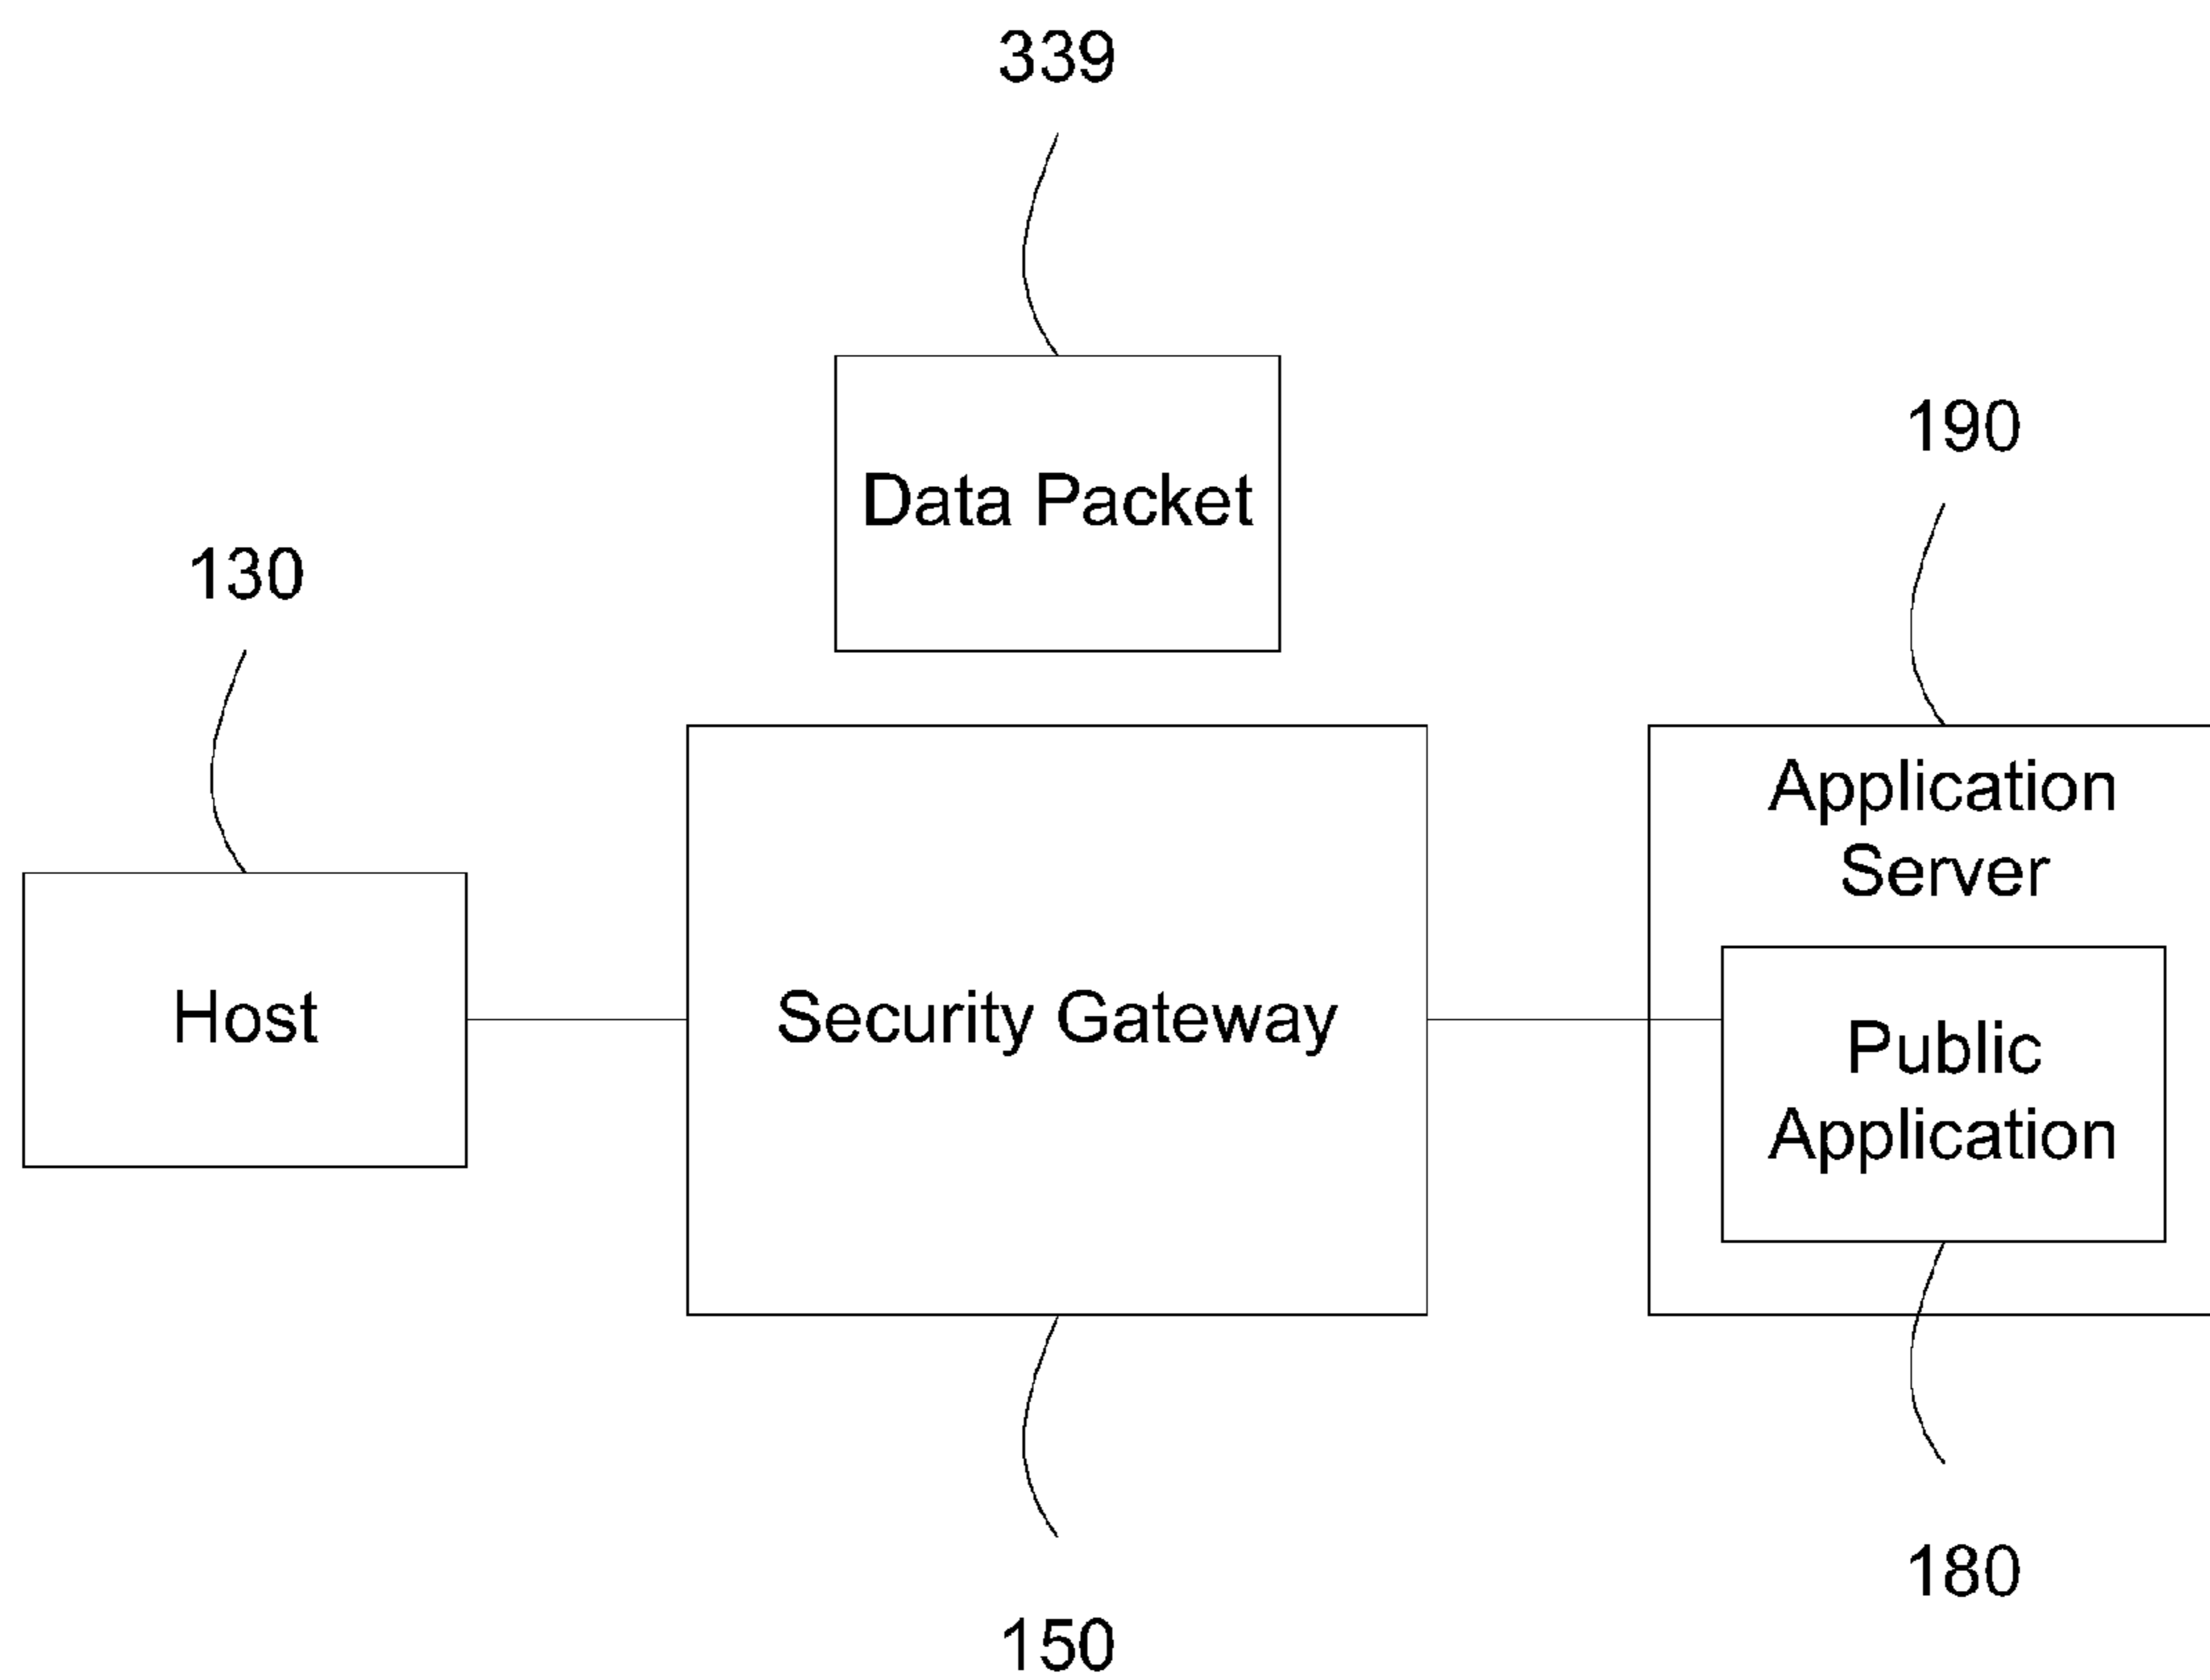 339
Data Packet
190
130
Application
Server
Host
Security Gateway
Public
Application
180
150